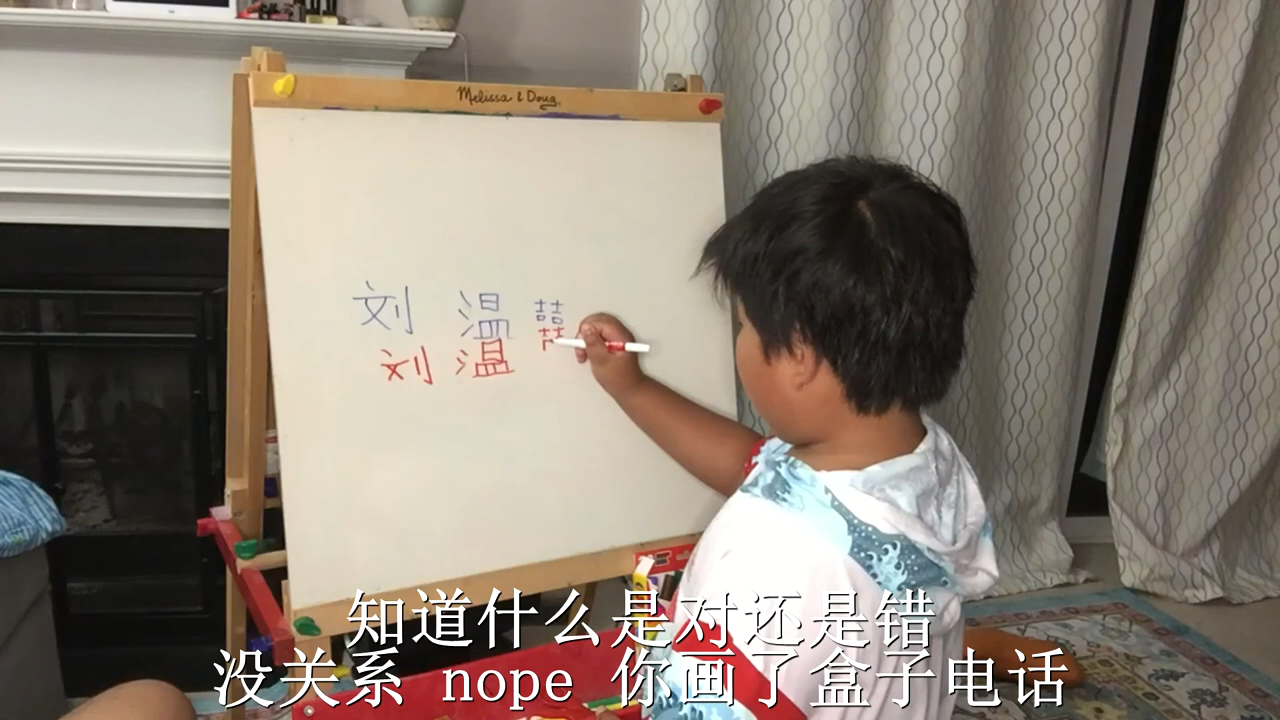 Melissa & Doug
刘 温 囍
刘 温
知道什么是对还是错
没关系 nope 你画了盒子电话